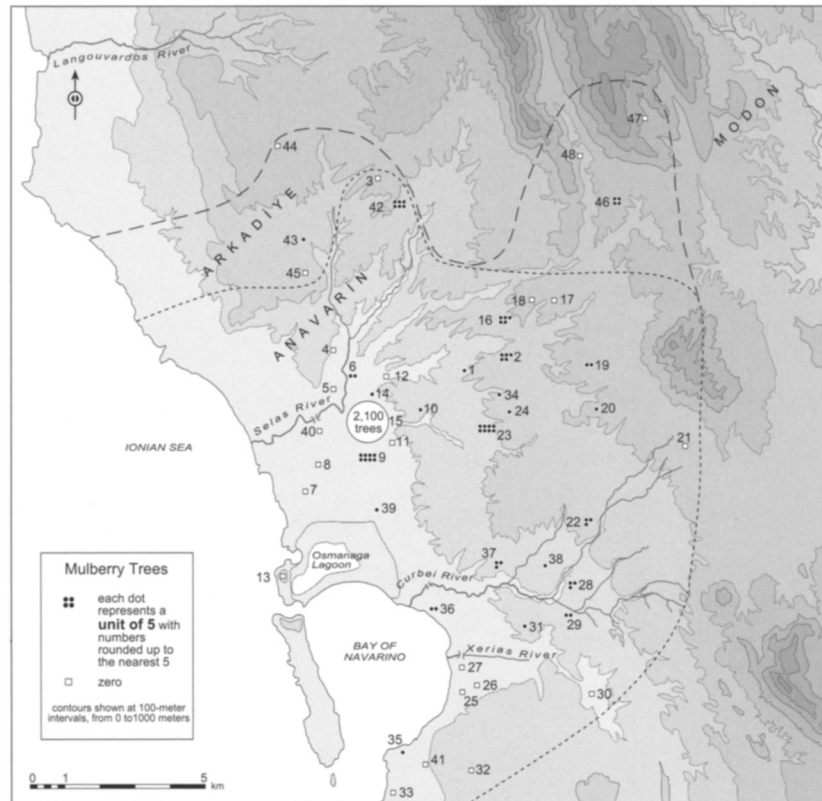 Langouvardos River
MODON
47
44
48
3
42
46
43
ARKADIYE
45
18
17
ANAVARIN
16
4
2
6
1
19
12
5
14
34
10
24
20
2,100
trees
15
Selas River
40
23
11
21
IONIAN SEA
9
8
7
39
22
Osmanaga
Lagoon
37
38
13
Curbei River
28
36
29
31
BAY OF
NAVARINO
Xerias River
27
26
25
30
35
41
32
33
Mulberry Trees
each dot
represents a
unit of 5 with
numbers
rounded up to
the nearest 5
zero
contours shown at 100-meter
intervals, from 0 to1000 meters
0 1 5
km